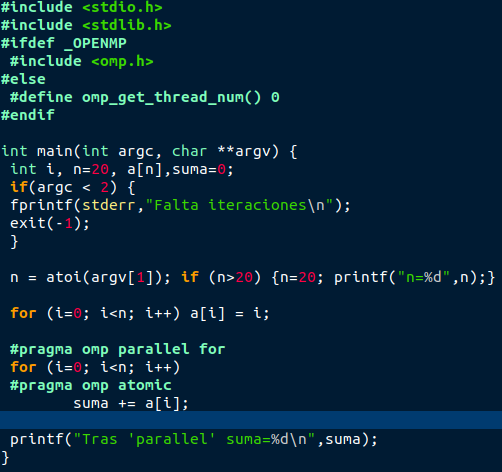 #include <stdio.h>
#include <stdlib.h>
#ifdef _OPENMP
#include <omp.h>
#else
#define omp_get_thread_num() 0
#endif
int main(int argc, char **argv) {
int i, n=20, a[n],suma=0;
if(argc < 2) {
fprintf(stderr,"Falta iteraciones\n");
exit(-1);
}
n = atoi(argv[1]); if (n>20) {n=20; printf("n=%d",n);}
for (i=0; i<n; i++) a[i] = i;
#pragma omp parallel for
for (i=0; i<n; i++)
#pragma omp atomic
suma += a[i];
printf("Tras 'parallel' suma=%d\n",suma);
}